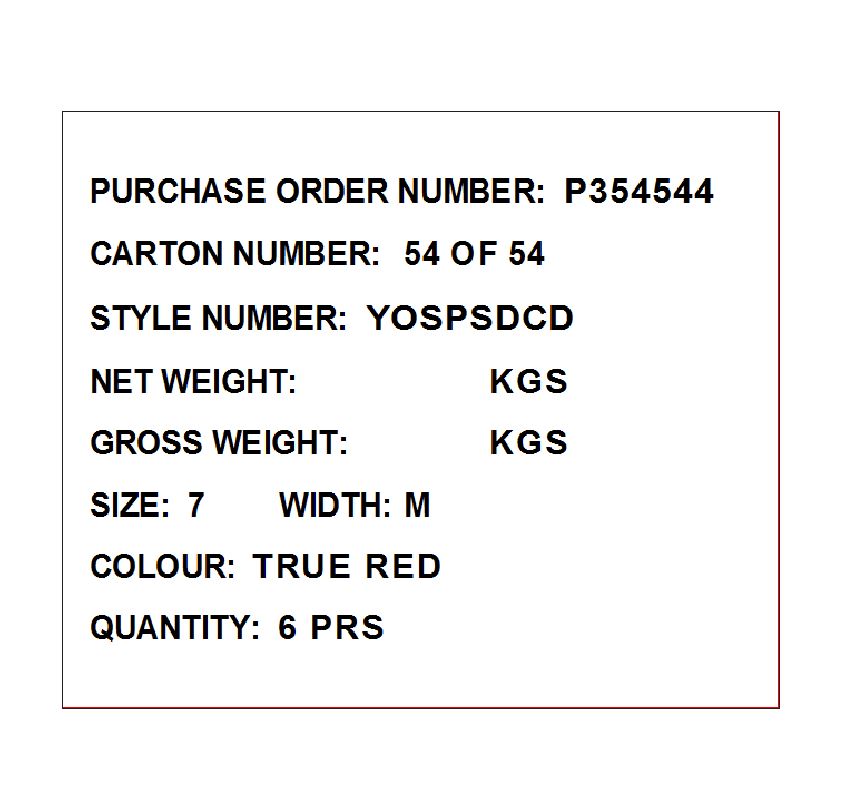 PURCHASE ORDER NUMBER: P354544
CARTON NUMBER: 54 OF 54
STYLE NUMBER: YOSPSDCD
NET WEIGHT: KGS
GROSS WEIGHT: KGS
SIZE: 7 WIDTH: M
COLOUR: TRUE RED
QUANTITY: 6 PRS